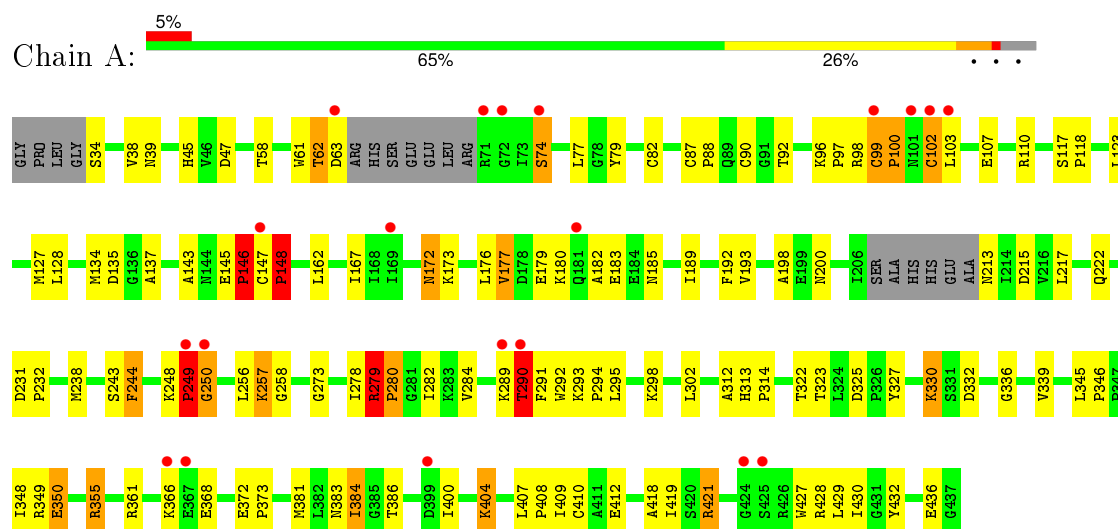 5%
Chain A:
65% 26% • • •
GLY PRO LEU GLY S34 V38 N39 H45 V46 D47 T58 W61 T62 D63 ARG HIS SER GLU GLU LEU ARG R71 G72 I73 S74 L77 G78 Y79 C82 C87 P88 Q89 C90 G91 T92 K96 P97 R98 C99 P100 N101 C102 L103 E107 R110 S117 P118 L123
M127 L128 M134 D135 G136 A137 A143 N144 E145 P146 C147 P148 L162 I167 I168 I169 N172 K173 L176 V177 D178 E179 K180 Q181 A182 E183 E184 N185 I189 F192 V193 A198 E199 N200 I206 SER ALA HIS HIS GLU ALA N213 I214 D215 V216 L217 Q222
D231 P232 M238 S243 F244 K248 P249 G250 L256 K257 G258 G273 I278 R279 P280 G281 I282 K283 V284 K289 T290 F291 W292 K293 P294 L295 K298 L302 A312 H313 P314 T322 T323 L324 D325 P326 Y327 K330 S331 D332 G336 V339 L345 P346
I348 R349 E350 R355 R361 K366 E367 E368 E372 P373 M381 L382 N383 I384 G385 T386 D399 I400 K404 L407 P408 I409 C410 A411 E412 A418 I419 S420 R421 G424 S425 R426 W427 R428 L429 I430 G431 Y432 E436 G437